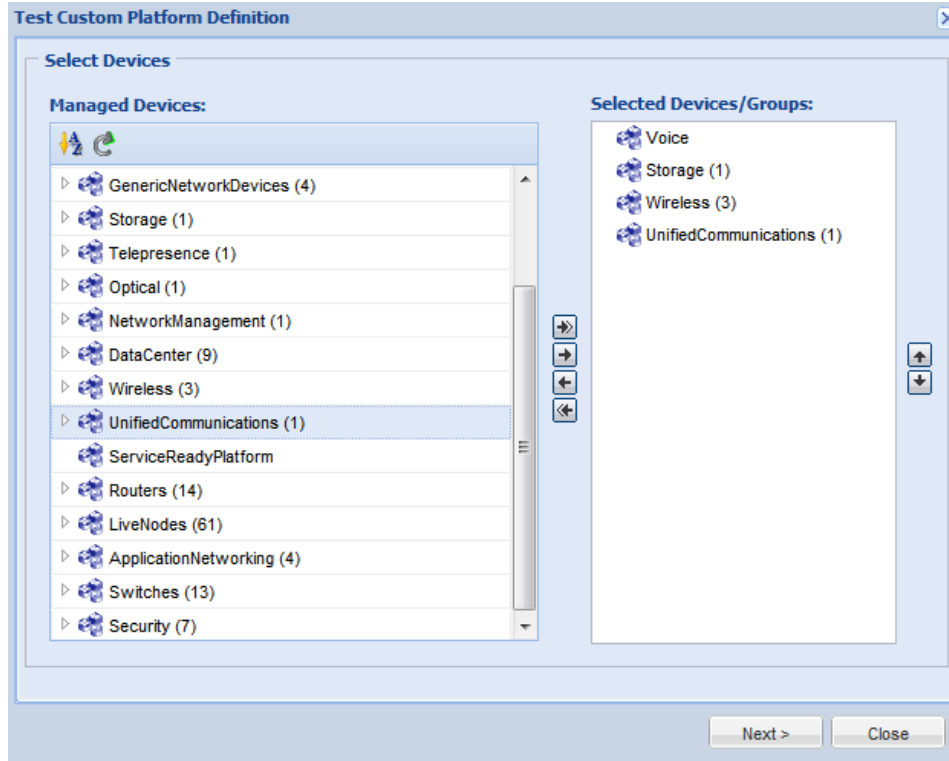 Test Custom Platform Definition
Select Devices
Managed Devices:
GenericNetworkDevices (4)
Storage (1)
Telepresence (1)
Optical (1)
NetworkManagement (1)
DataCenter (9)
Wireless (3)
UnifiedCommunications (1)
ServiceReadyPlatform
Routers (14)
LiveNodes (61)
ApplicationNetworking (4)
Switches (13)
Security (7)
Selected Devices/Groups:
Voice
Storage (1)
Wireless (3)
UnifiedCommunications (1)
Next >
Close